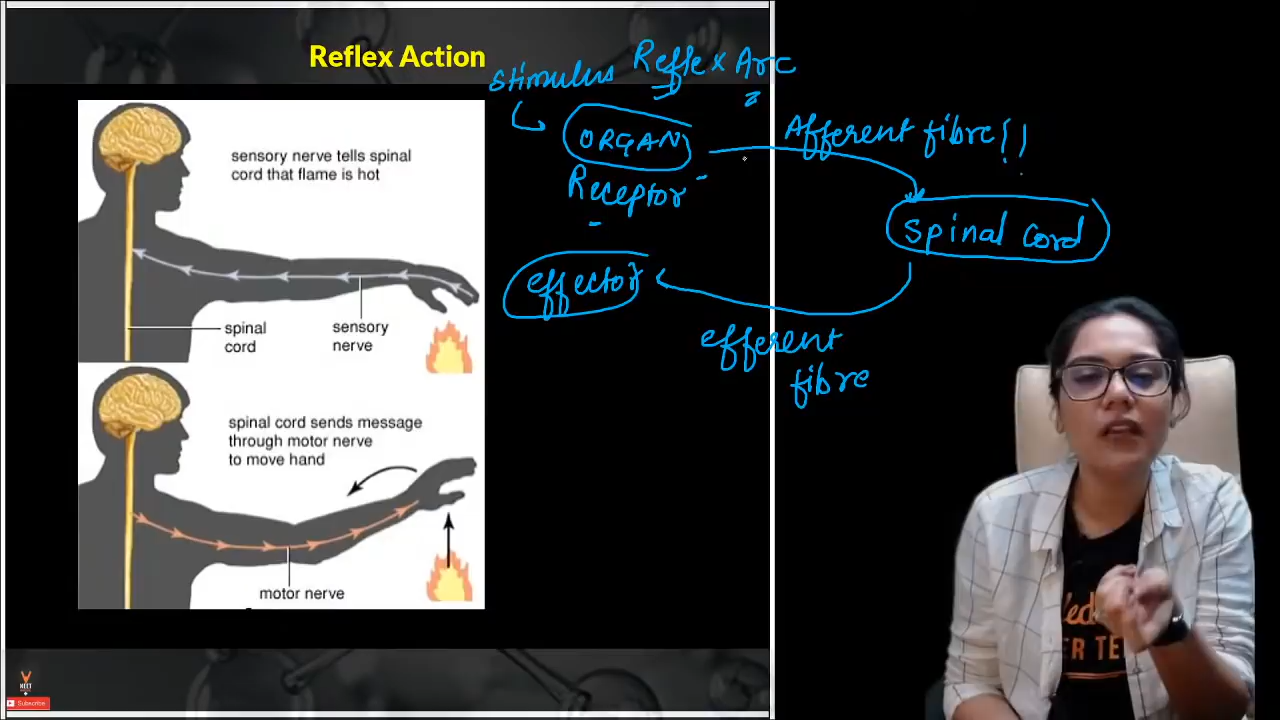 Reflex Action
Reflex Arc
stimulus
ORGAN
Receptor
Afferent fibre!!
Spinal cord
effector
efferent
fibre
sensory nerve tells spinal
cord that flame is hot
spinal
cord
sensory
nerve
spinal cord sends message
through motor nerve
to move hand
motor nerve
NEET
Subscribe